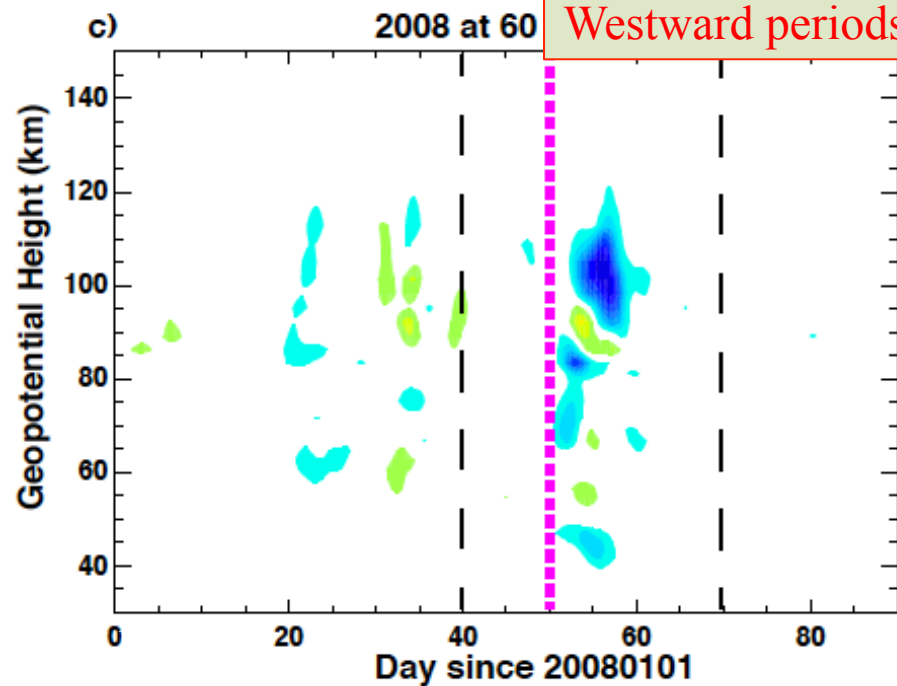 c)
2008 at 60
Westward periods
Geopotential Height (km)
140
120
100
80
60
40
0 20 40 60 80
Day since 20080101